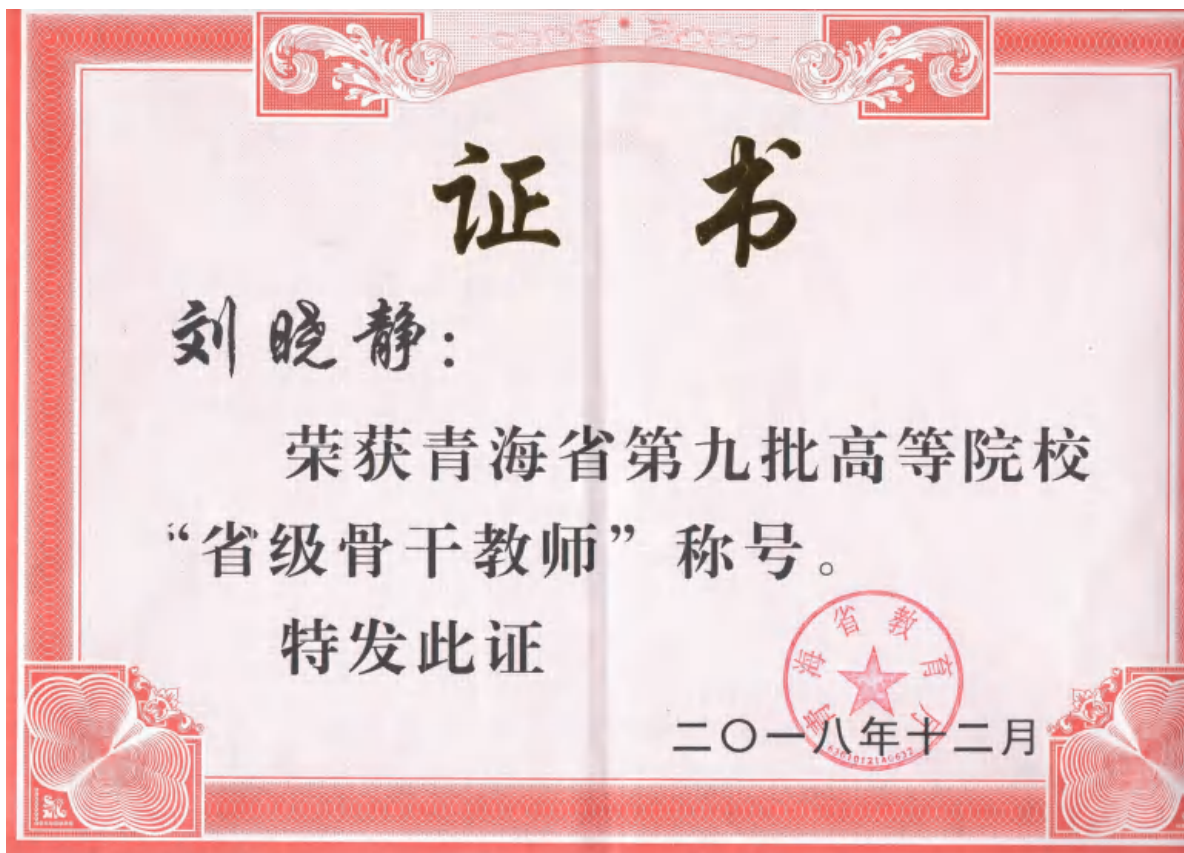 证书
刘晓静：
荣获青海省第九批高等院校
“省级骨干教师”称号。
特发此证
青海省教育厅
二〇一八年十二月